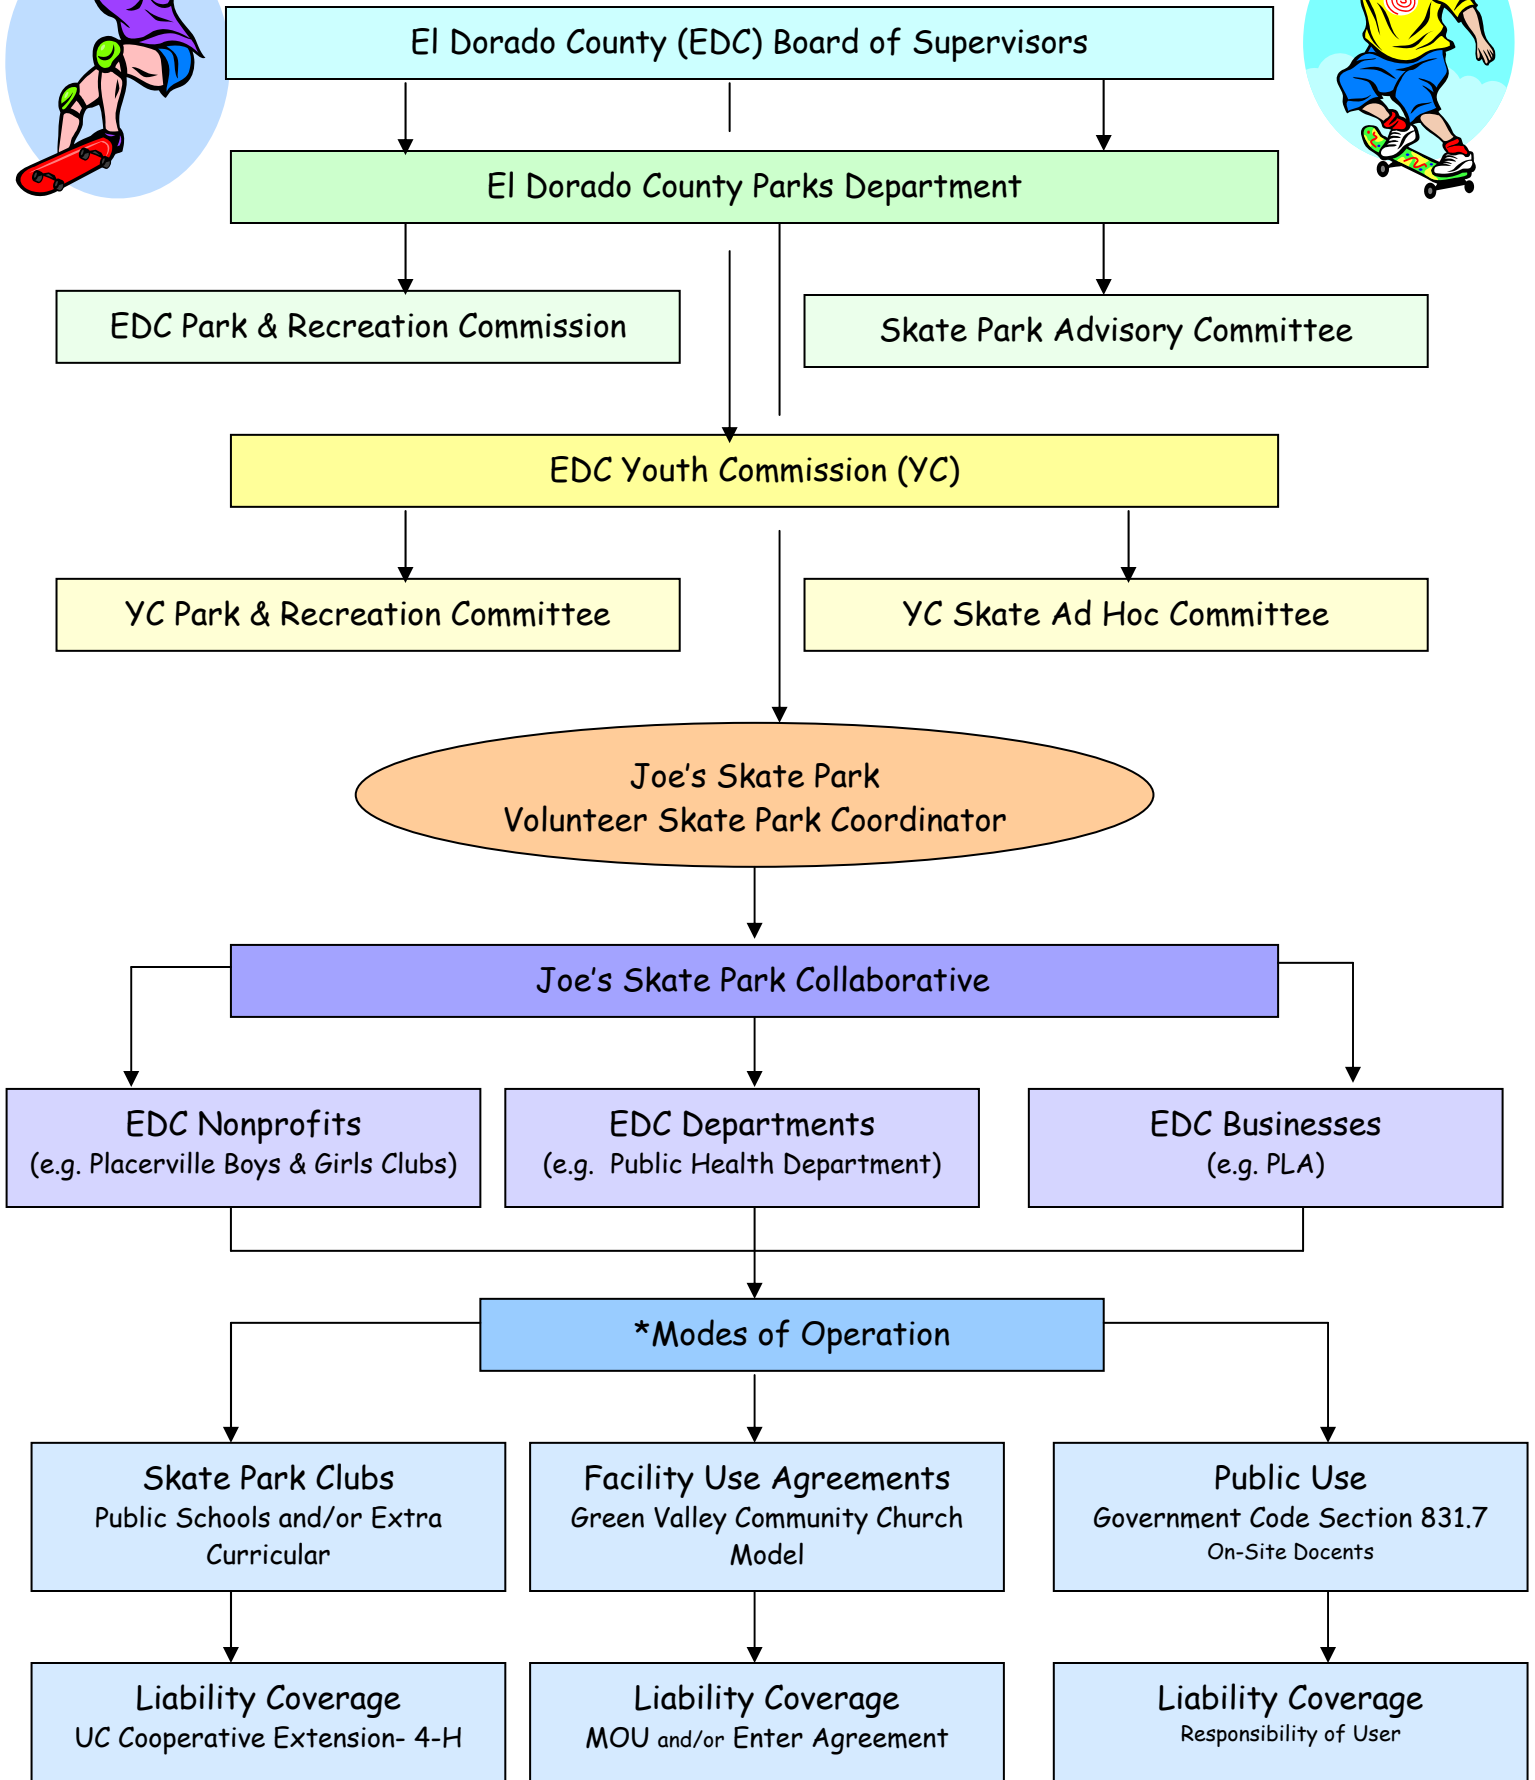 El Dorado County (EDC) Board of Supervisors
El Dorado County Parks Department
EDC Park & Recreation Commission
Skate Park Advisory Committee
EDC Youth Commission (YC)
YC Park & Recreation Committee
YC Skate Ad Hoc Committee
Joe's Skate Park
Volunteer Skate Park Coordinator
Joe's Skate Park Collaborative
EDC Nonprofits
(e.g. Placerville Boys & Girls Clubs)
EDC Departments
(e.g. Public Health Department)
EDC Businesses
(e.g. PLA)
*Modes of Operation
Skate Park Clubs
Public Schools and/or Extra
Curricular
Facility Use Agreements
Green Valley Community Church
Model
Public Use
Government Code Section 831.7
On-Site Docents
Liability Coverage
UC Cooperative Extension- 4-H
Liability Coverage
MOU and/or Enter Agreement
Liability Coverage
Responsibility of User